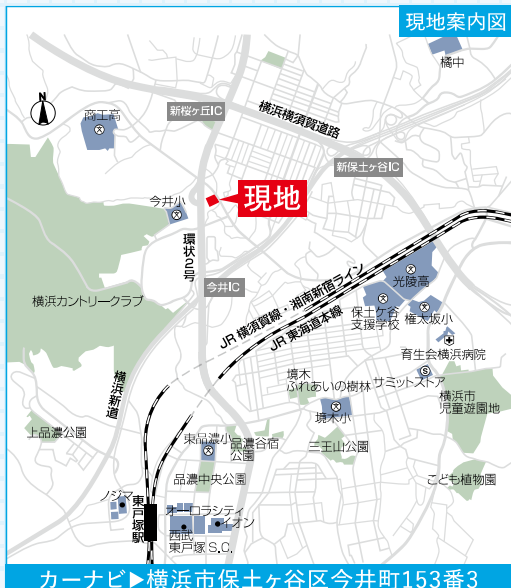 現地案内図
橘中
N
商工高
新桜ヶ丘IC
横浜横須賀道路
新保土ヶ谷IC
今井小
現地
環状2号
今井IC
横浜カントリークラブ
JR横須賀線・湘南新宿ライン
JR東海道本線
光陵高
保土ケ谷
支援学校
権太坂小
育生会横浜病院
横浜新道
境木
ふれあいの樹林
サミットストア
横浜市
児童遊園地
境木小
上品濃公園
東品濃小
品濃谷宿
公園
三王山公園
品濃中央公園
こども植物園
ノジマ
東戸塚駅
オーロラシティ
イオン
西武
東戸塚S.C.
カーナビ▶横浜市保土ヶ谷区今井町153番3